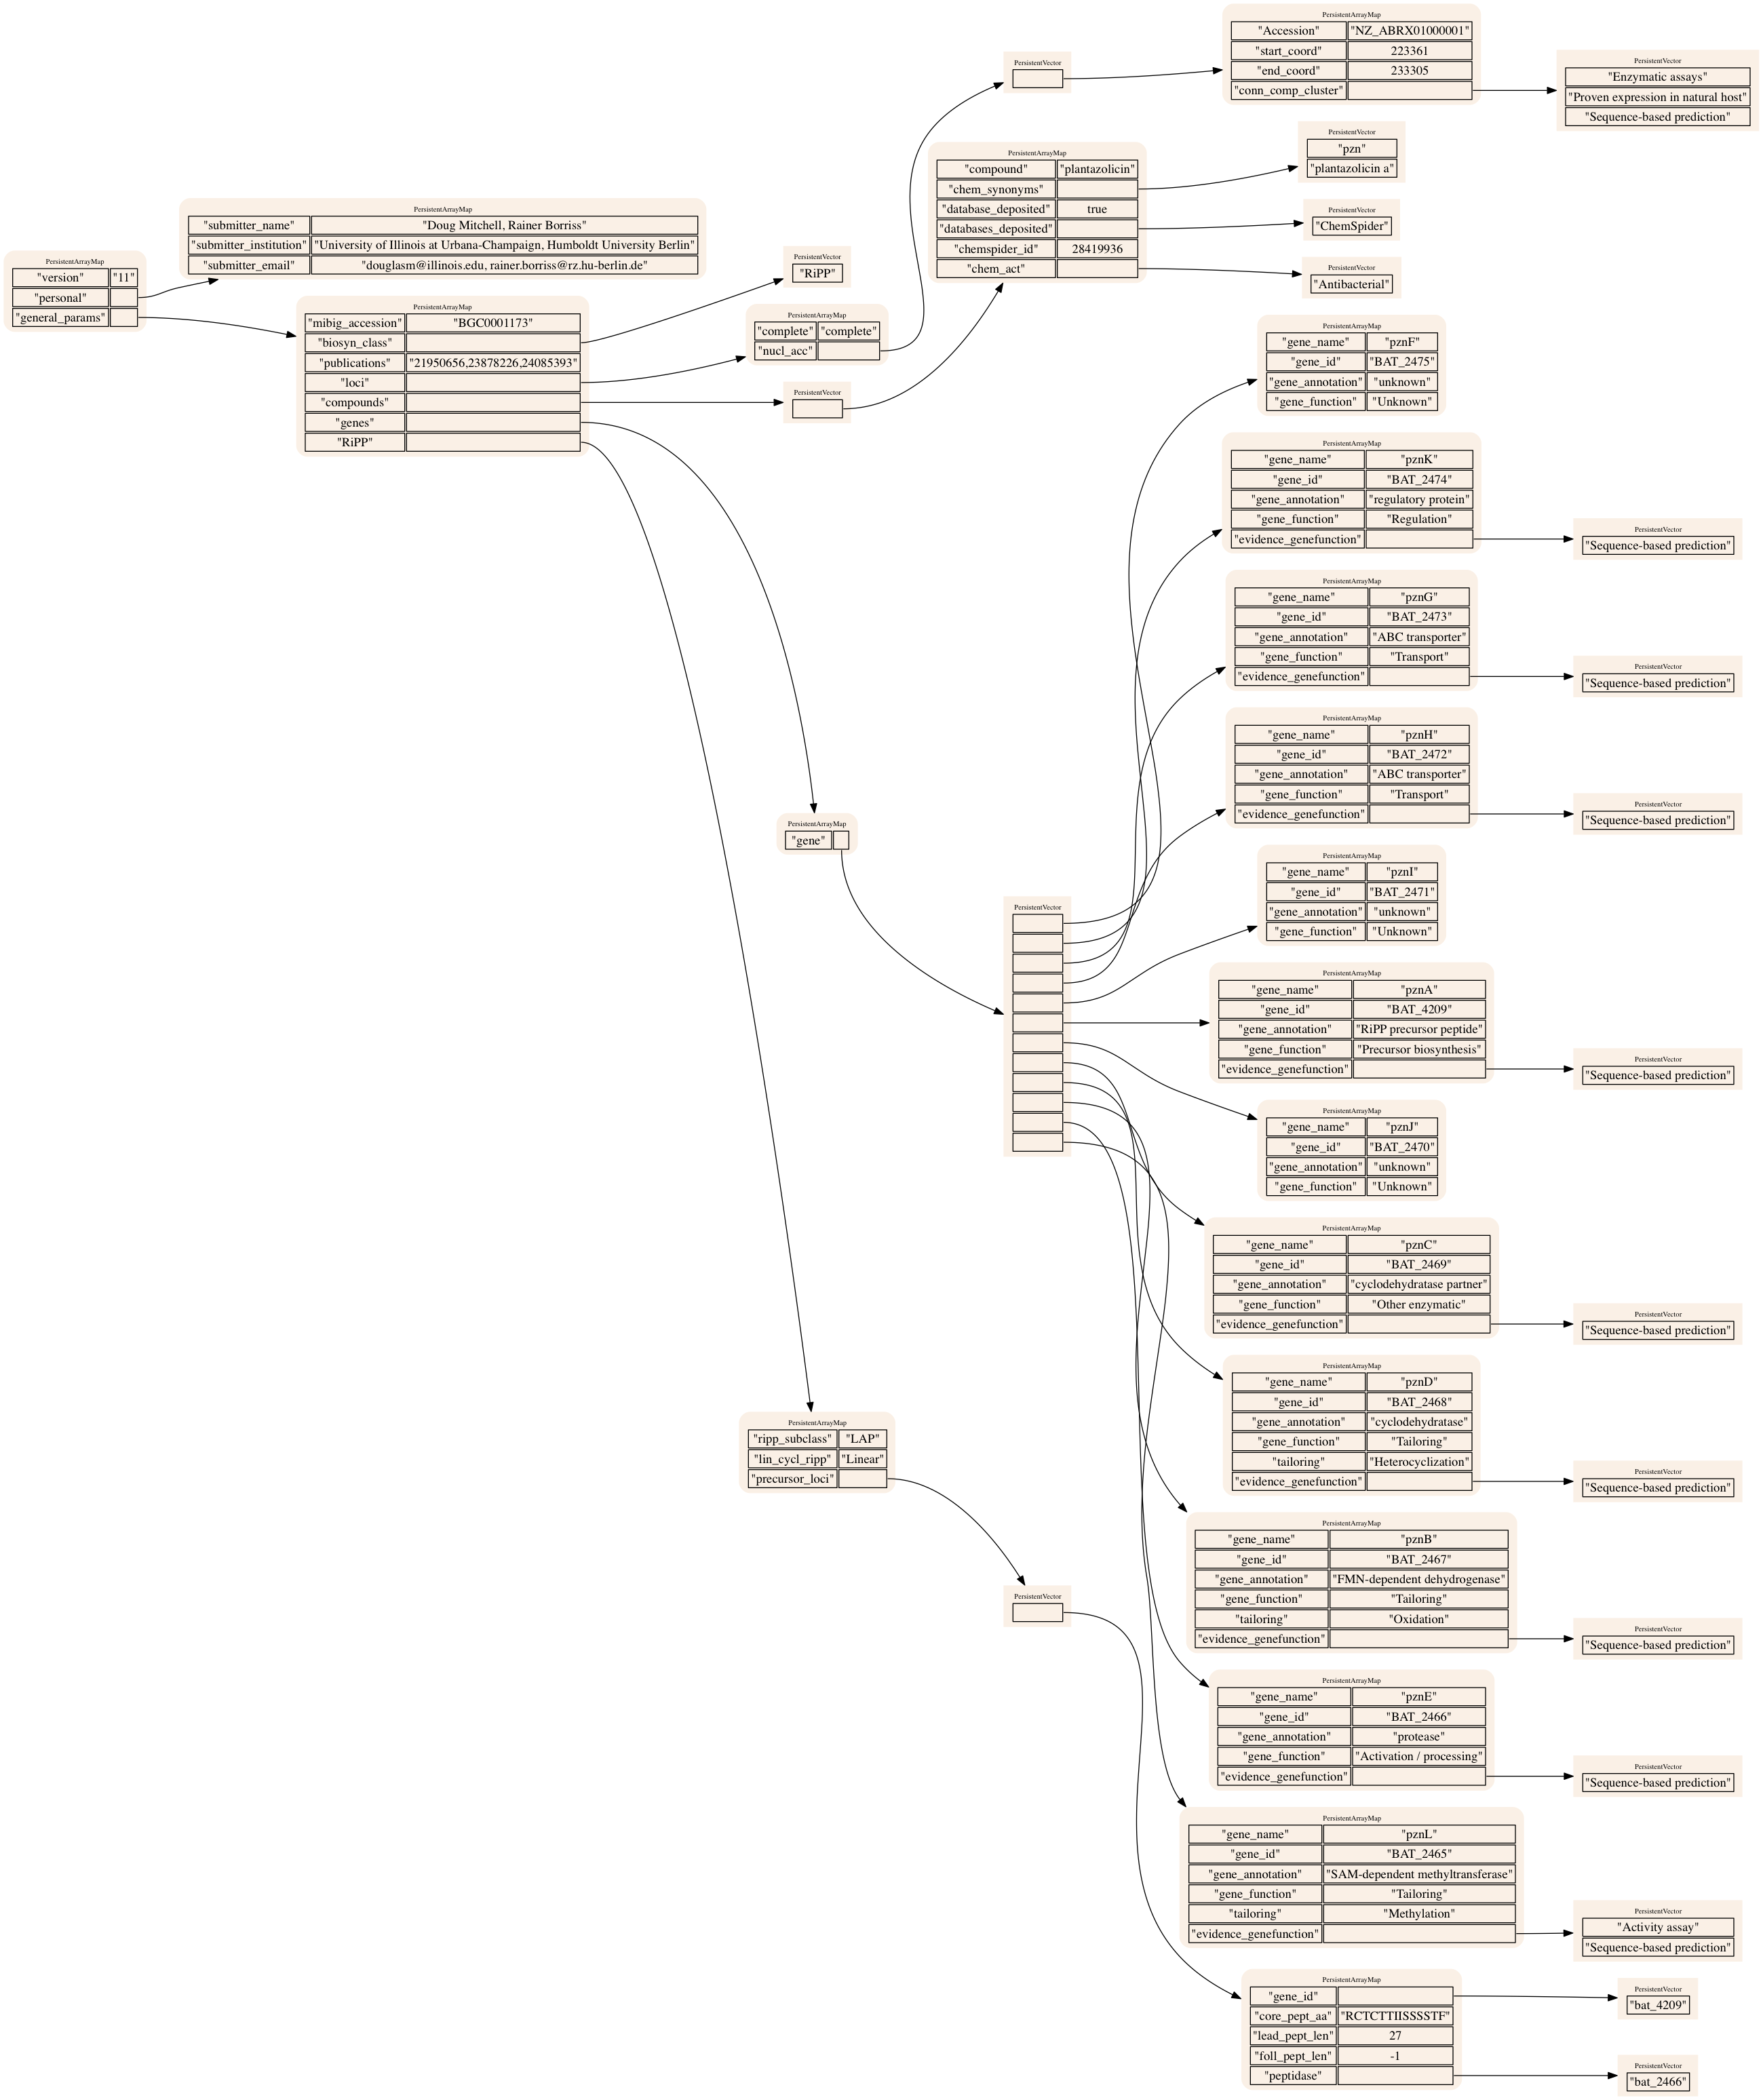 PersistentArrayMap
"version" "11"
"personal"
"general_params"
PersistentArrayMap
"submitter_name" "Doug Mitchell, Rainer Borriss"
"submitter_institution" "University of Illinois at Urbana-Champaign, Humboldt University Berlin"
"submitter_email" "douglasm@illinois.edu, rainer.borriss@rz.hu-berlin.de"
PersistentArrayMap
"mibig_accession" "BGC0001173"
"biosyn_class"
"publications" "21950656,23878226,24085393"
"loci"
"compounds"
"genes"
"RiPP"
PersistentVector
"RiPP"
PersistentArrayMap
"complete" "complete"
"nucl_acc"
PersistentVector
PersistentVector
PersistentArrayMap
"Accession" "NZ_ABRX01000001"
"start_coord" 223361
"end_coord" 233305
"conn_comp_cluster"
PersistentVector
"Enzymatic assays"
"Proven expression in natural host"
"Sequence-based prediction"
PersistentArrayMap
"compound" "plantazolicin"
"chem_synonyms"
"database_deposited" true
"databases_deposited"
"chemspider_id" 28419936
"chem_act"
PersistentVector
"pzn"
"plantazolicin a"
PersistentVector
"ChemSpider"
PersistentVector
"Antibacterial"
PersistentArrayMap
"gene"
PersistentVector
PersistentArrayMap
"gene_name" "pznF"
"gene_id" "BAT_2475"
"gene_annotation" "unknown"
"gene_function" "Unknown"
PersistentArrayMap
"gene_name" "pznK"
"gene_id" "BAT_2474"
"gene_annotation" "regulatory protein"
"gene_function" "Regulation"
"evidence_genefunction"
PersistentVector
"Sequence-based prediction"
PersistentArrayMap
"gene_name" "pznG"
"gene_id" "BAT_2473"
"gene_annotation" "ABC transporter"
"gene_function" "Transport"
"evidence_genefunction"
PersistentVector
"Sequence-based prediction"
PersistentArrayMap
"gene_name" "pznH"
"gene_id" "BAT_2472"
"gene_annotation" "ABC transporter"
"gene_function" "Transport"
"evidence_genefunction"
PersistentVector
"Sequence-based prediction"
PersistentArrayMap
"gene_name" "pznI"
"gene_id" "BAT_2471"
"gene_annotation" "unknown"
"gene_function" "Unknown"
PersistentArrayMap
"gene_name" "pznA"
"gene_id" "BAT_4209"
"gene_annotation" "RiPP precursor peptide"
"gene_function" "Precursor biosynthesis"
"evidence_genefunction"
PersistentVector
"Sequence-based prediction"
PersistentArrayMap
"gene_name" "pznJ"
"gene_id" "BAT_2470"
"gene_annotation" "unknown"
"gene_function" "Unknown"
PersistentArrayMap
"gene_name" "pznC"
"gene_id" "BAT_2469"
"gene_annotation" "cyclodehydratase partner"
"gene_function" "Other enzymatic"
"evidence_genefunction"
PersistentVector
"Sequence-based prediction"
PersistentArrayMap
"gene_name" "pznD"
"gene_id" "BAT_2468"
"gene_annotation" "cyclodehydratase"
"gene_function" "Tailoring"
"tailoring" "Heterocyclization"
"evidence_genefunction"
PersistentVector
"Sequence-based prediction"
PersistentArrayMap
"gene_name" "pznB"
"gene_id" "BAT_2467"
"gene_annotation" "FMN-dependent dehydrogenase"
"gene_function" "Tailoring"
"tailoring" "Oxidation"
"evidence_genefunction"
PersistentVector
"Sequence-based prediction"
PersistentArrayMap
"gene_name" "pznE"
"gene_id" "BAT_2466"
"gene_annotation" "protease"
"gene_function" "Activation / processing"
"evidence_genefunction"
PersistentVector
"Sequence-based prediction"
PersistentArrayMap
"gene_name" "pznL"
"gene_id" "BAT_2465"
"gene_annotation" "SAM-dependent methyltransferase"
"gene_function" "Tailoring"
"tailoring" "Methylation"
"evidence_genefunction"
PersistentVector
"Activity assay"
"Sequence-based prediction"
PersistentArrayMap
"ripp_subclass" "LAP"
"lin_cycl_ripp" "Linear"
"precursor_loci"
PersistentVector
PersistentArrayMap
"gene_id"
"core_pept_aa" "RCTCTTIISSSSTF"
"lead_pept_len" 27
"foll_pept_len" -1
"peptidase"
PersistentVector
"bat_4209"
PersistentVector
"bat_2466"